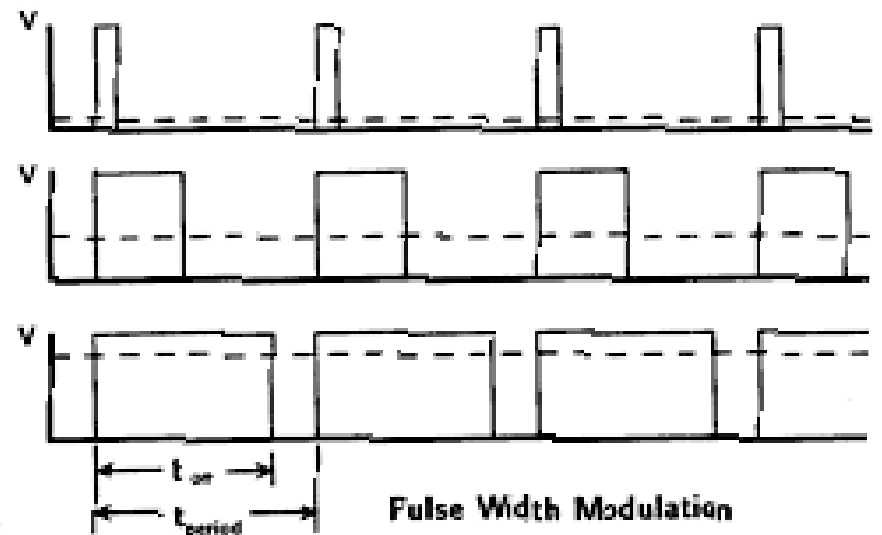 V
V
V
t on
t period
Pulse Width Modulation